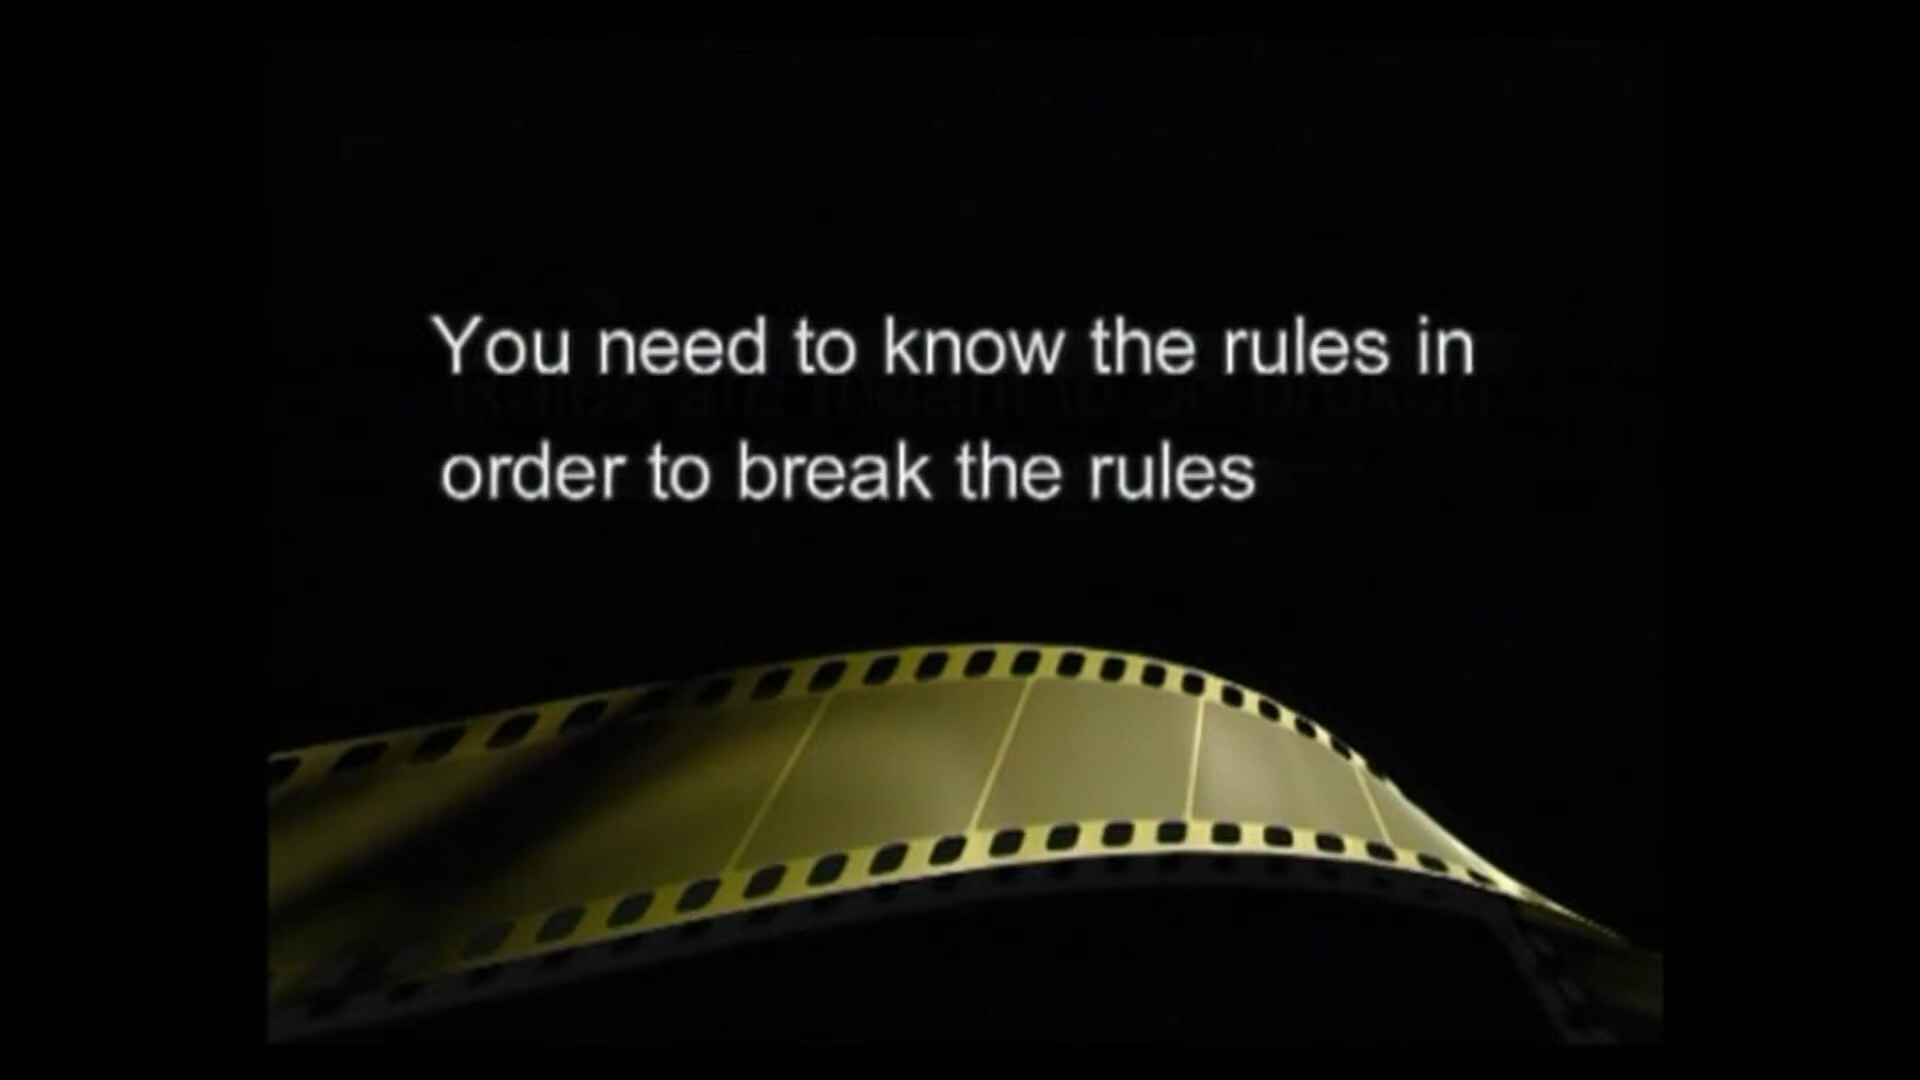 You need to know the rules in
order to break the rules